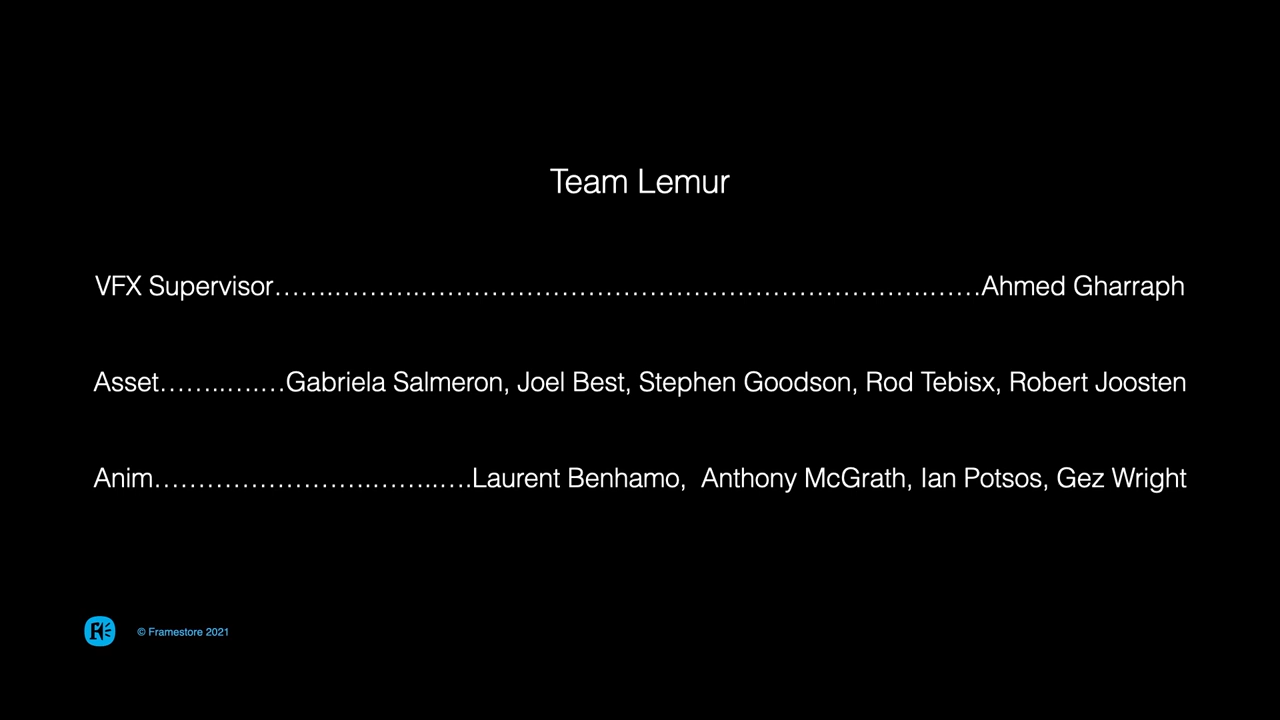 Team Lemur
VFX Supervisor…….……….…………………………………………………….……Ahmed Gharraph
Asset……..….…Gabriela Salmeron, Joel Best, Stephen Goodson, Rod Tebisx, Robert Joosten
Anim…………………….……..….Laurent Benhamo,  Anthony McGrath, Ian Potsos, Gez Wright
© Framestore 2021